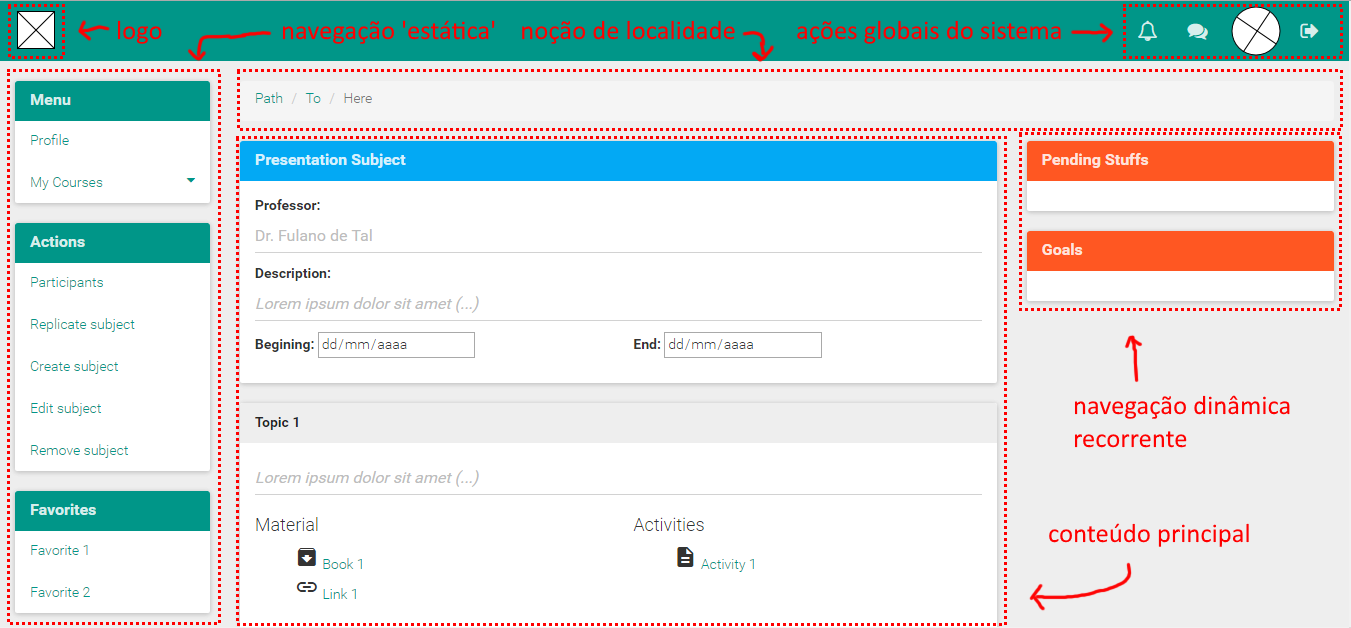 logo
navegação 'estática'
noção de localidade
ações globais do sistema
Menu
Profile
My Courses
Actions
Participants
Replicate subject
Create subject
Edit subject
Remove subject
Favorites
Favorite 1
Favorite 2
Path / To / Here
Presentation Subject
Professor:
Dr. Fulano de Tal
Description:
Lorem ipsum dolor sit amet (...)
Begining: dd/mm/aaaa End: dd/mm/aaaa
Topic 1
Lorem ipsum dolor sit amet (...)
Material
Book 1
Link 1
Activities
Activity 1
Pending Stuffs
Goals
navegação dinâmica
recorrente
conteúdo principal